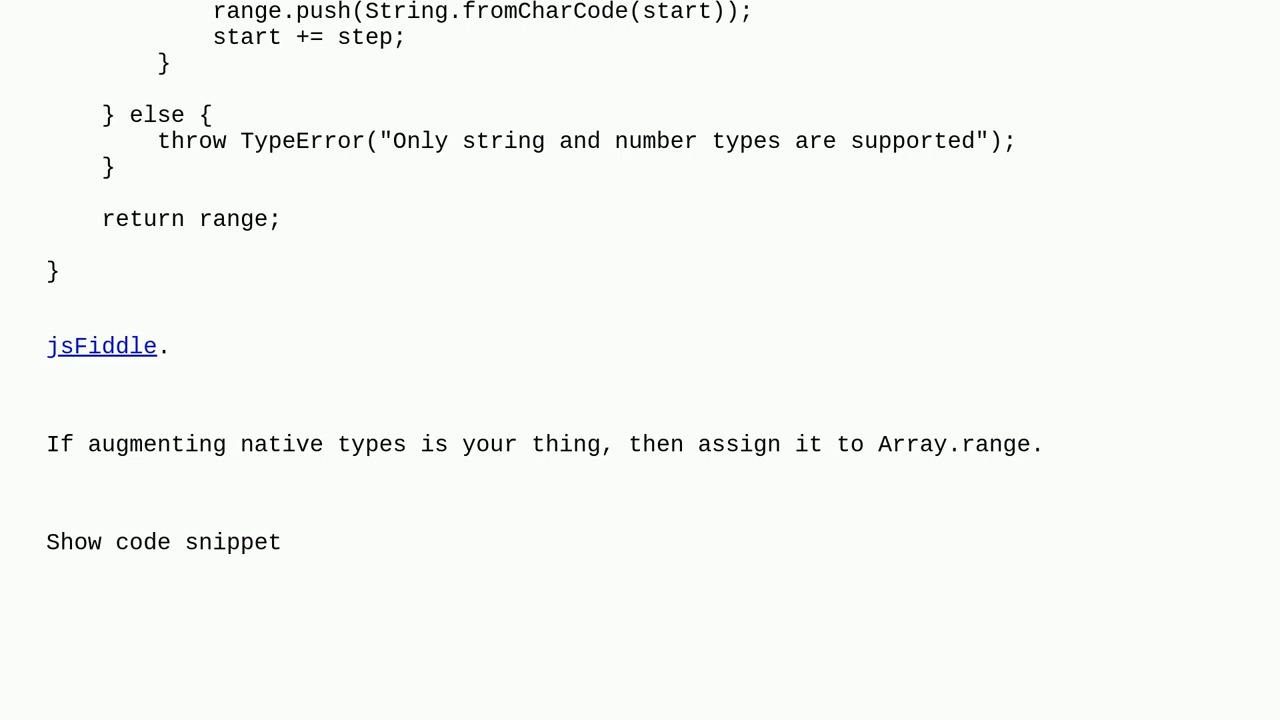 range.push(String.fromCharCode(start));
            start += step;
        }
    } else {
        throw TypeError("Only string and number types are supported");
    }
    return range;
}
jsFiddle.
If augmenting native types is your thing, then assign it to Array.range.
Show code snippet